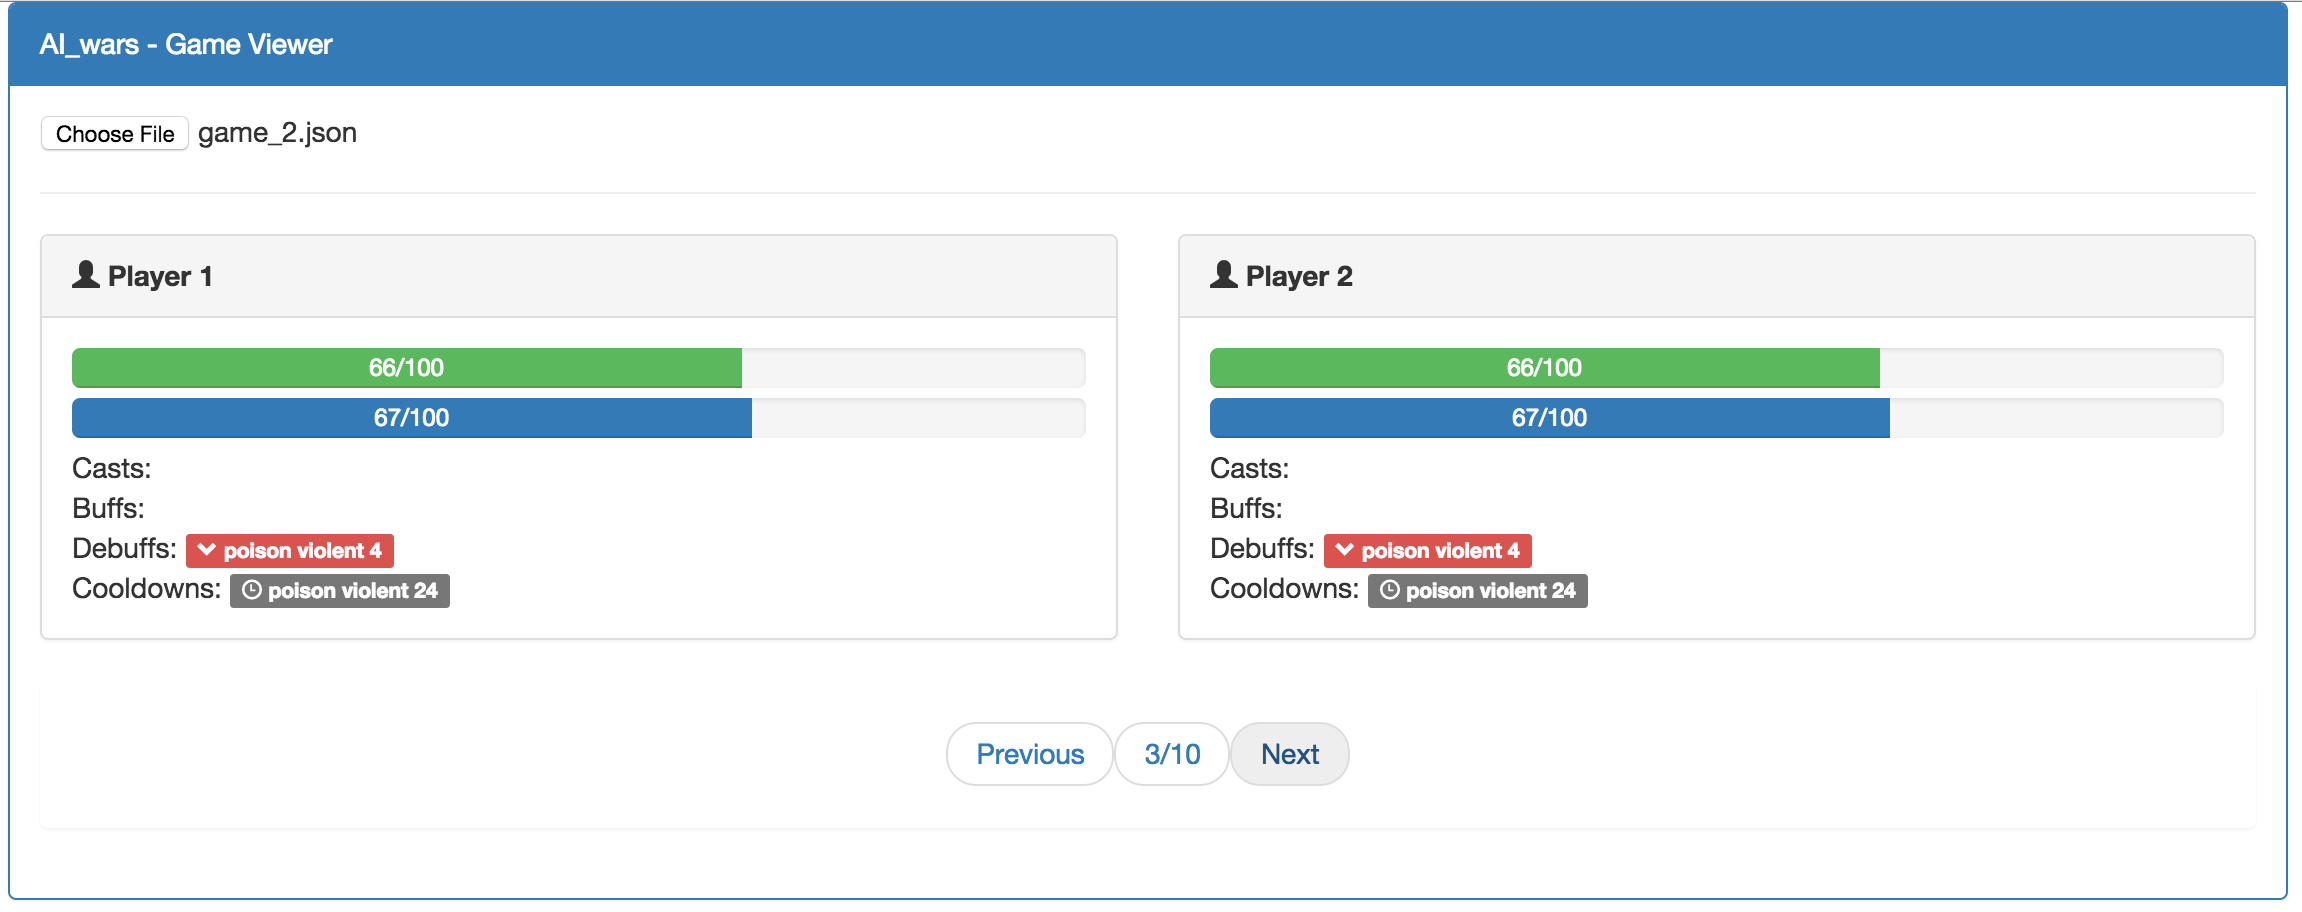 AI_wars - Game Viewer
Choose File game_2.json
Player 1
66/100
67/100
Casts:
Buffs:
Debuffs: poison violent 4
Cooldowns: poison violent 24
Player 2
66/100
67/100
Casts:
Buffs:
Debuffs: poison violent 4
Cooldowns: poison violent 24
Previous 3/10 Next